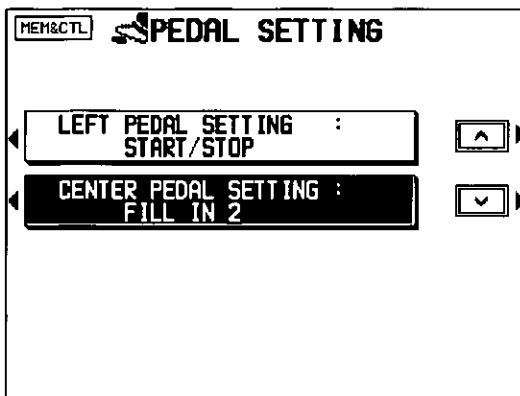 MEM&CTL PEDAL SETTING
LEFT PEDAL SETTING :
START/STOP
CENTER PEDAL SETTING :
FILL IN 2